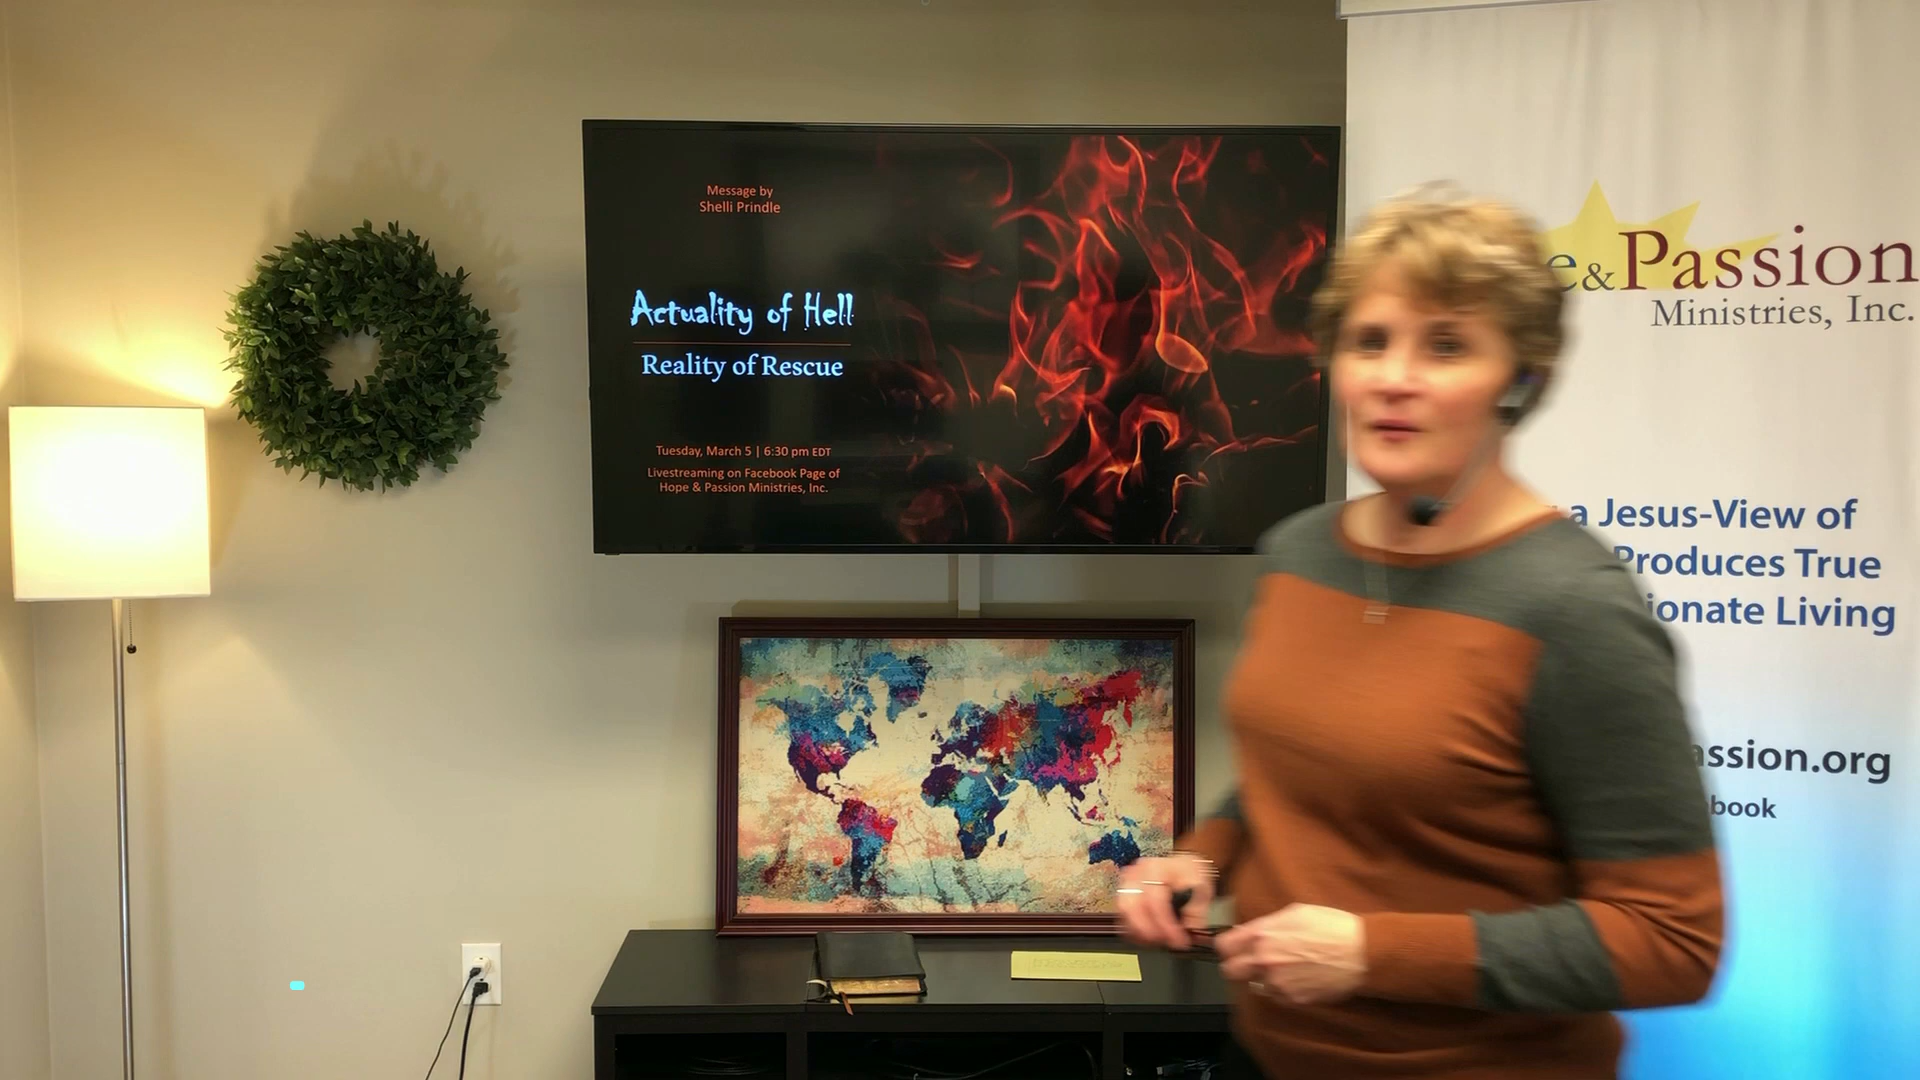 Message by
Shelli Prindle
Actuality of Hell
Reality of Rescue
Tuesday, March 5 | 6:30 pm EDT
Livestreaming on Facebook Page of
Hope & Passion Ministries, Inc.
e&Passion
Ministries, Inc.
a Jesus-View of
Produces True
ionate Living
assion.org
book